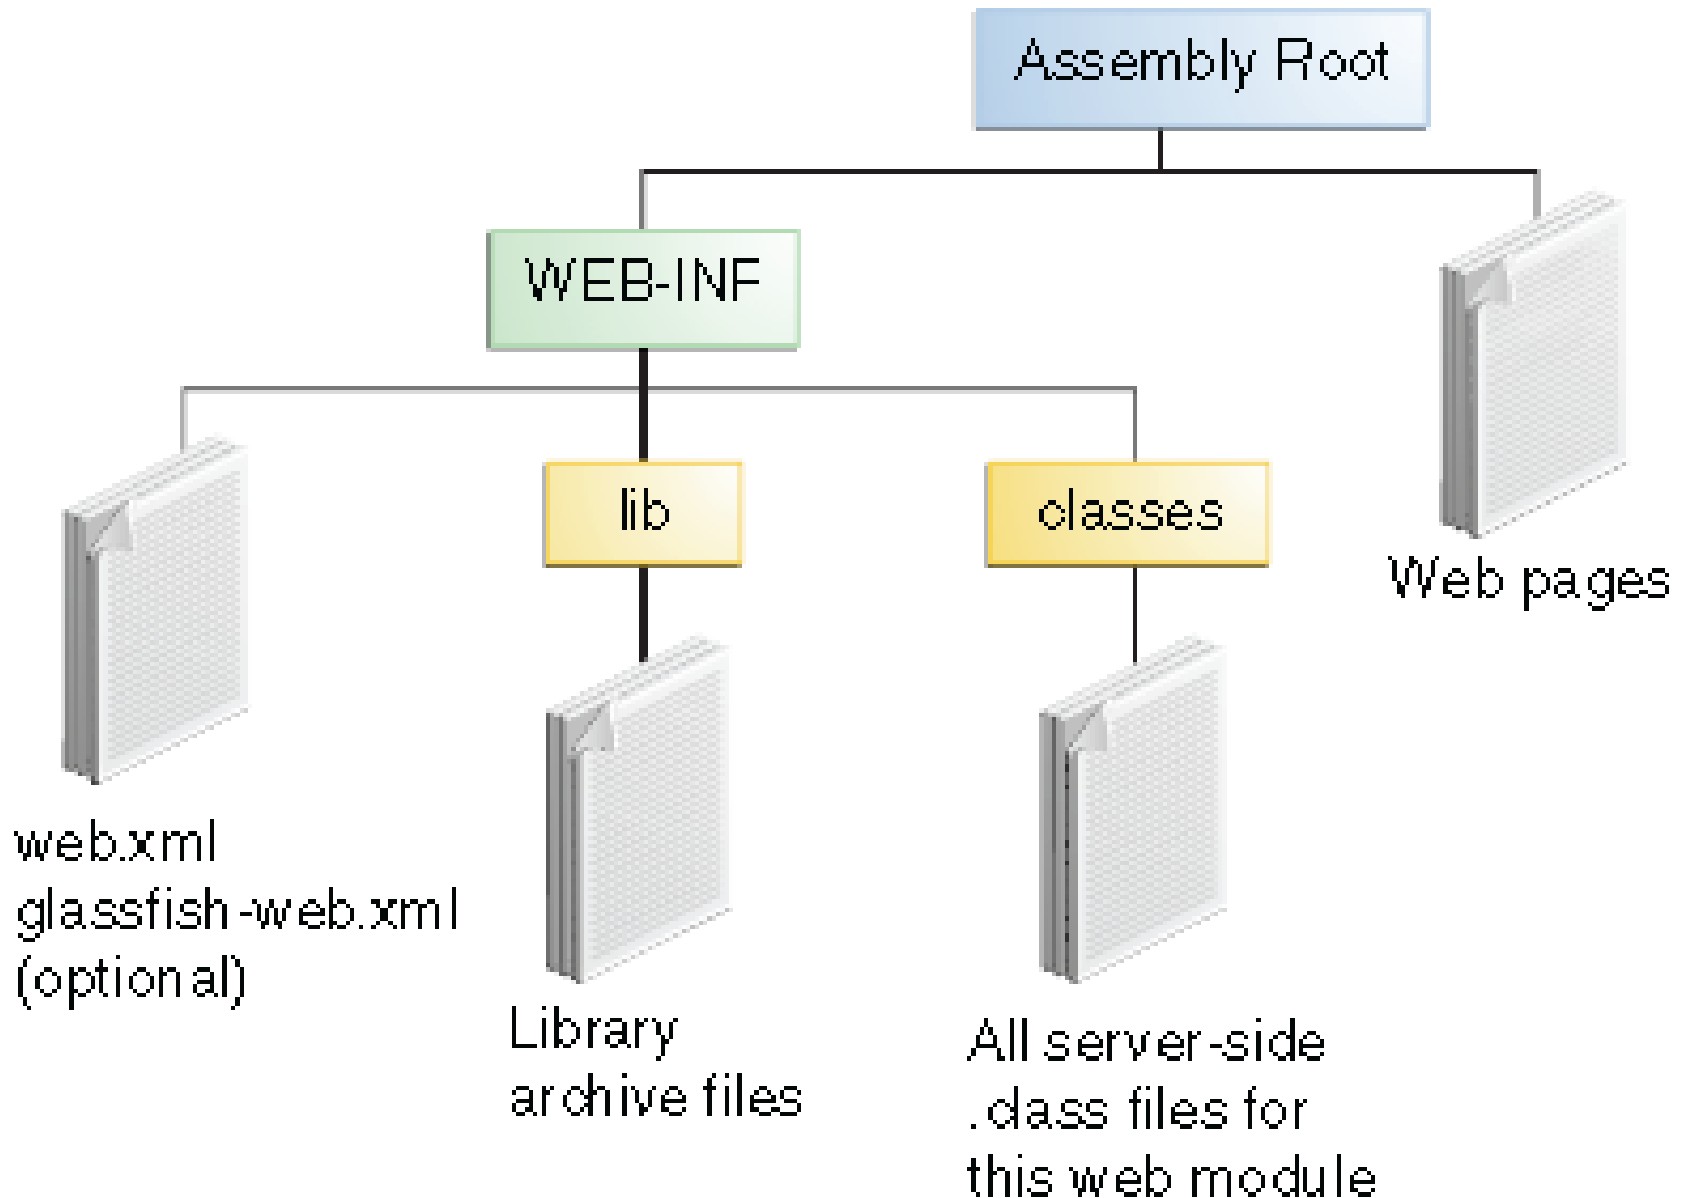 Assembly Root
WEB-INF
lib
classes
Web pages
web.xml
glassfish-web.xml
(optional)
Library
archive files
All server-side
.class files for
this web module